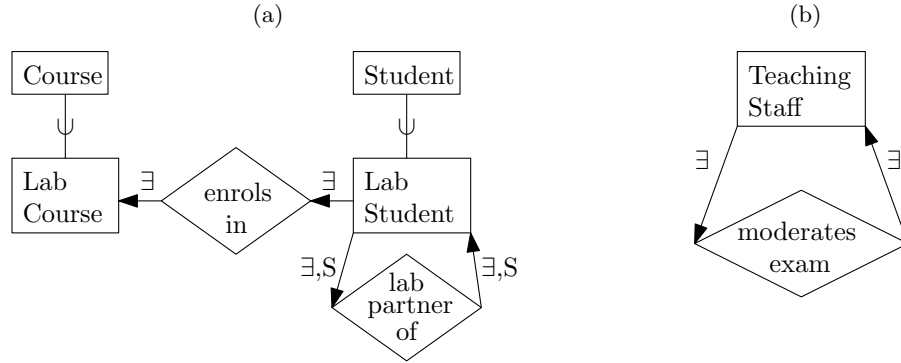 (a)
(b)
Course
Student
Teaching
Staff
∪
∪
Lab
Course
∃
enrols
in
∃
Lab
Student
∃
∃
∃,S
∃,S
lab
partner
of
moderates
exam